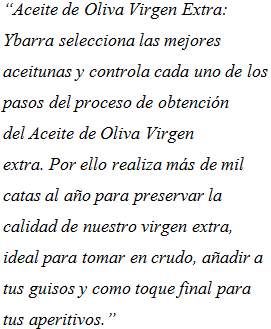 “Aceite de Oliva Virgen Extra:
Ybarra selecciona las mejores
aceitunas y controla cada uno de los
pasos del proceso de obtención
del Aceite de Oliva Virgen
extra. Por ello realiza más de mil
catas al año para preservar la
calidad de nuestro virgen extra,
ideal para tomar en crudo, añadir a
tus guisos y como toque final para
tus aperitivos.”